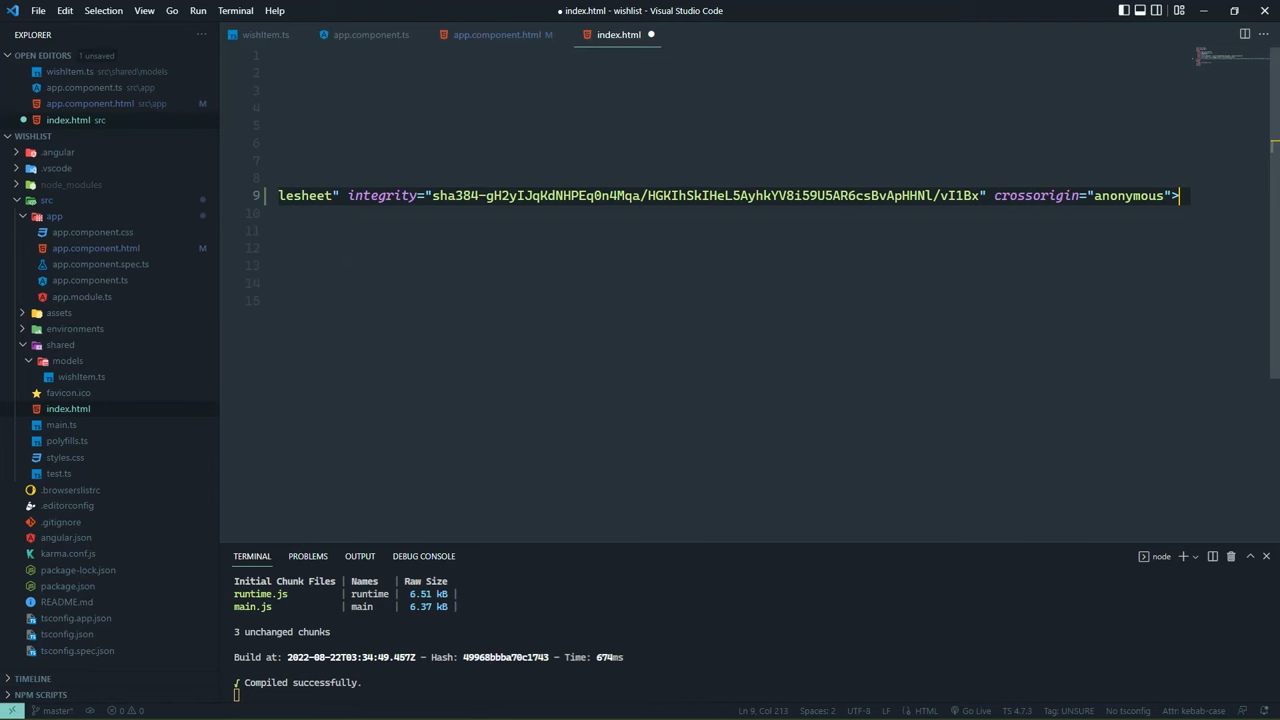 File Edit Selection View Go Run Terminal Help
● index.html - wishlist - Visual Studio Code
EXPLORER
OPEN EDITORS 1 unsaved
wishItem.ts src\shared\models
app.component.ts src\app
app.component.html src\app M
index.html src
WISHLIST
.angular
.vscode
node_modules
src
app
app.component.css
app.component.html M
app.component.spec.ts
app.component.ts
app.module.ts
assets
environments
shared
models
wishItem.ts
favicon.ico
index.html
main.ts
polyfills.ts
styles.css
test.ts
.browserslistrc
.editorconfig
.gitignore
angular.json
karma.conf.js
package-lock.json
package.json
README.md
tsconfig.app.json
tsconfig.json
tsconfig.spec.json
TIMELINE
NPM SCRIPTS
wishItem.ts app.component.ts app.component.html M index.html
1
2
3
4
5
6
7
8
9 lesheet" integrity="sha384-gH2yIJqKdNHPEq0n4Mqa/HGKIhSkIHeL5AyhkYV8i59U5AR6csBvApHHNl/vI1Bx" crossorigin="anonymous">
10
11
12
13
14
15
TERMINAL PROBLEMS OUTPUT DEBUG CONSOLE
node
Initial Chunk Files | Names | Raw Size
runtime.js | runtime | 6.51 kB |
main.js | main | 6.37 kB |
3 unchanged chunks
Build at: 2022-08-22T03:34:49.457Z - Hash: 49968bbba70c1743 - Time: 674ms
√ Compiled successfully.
master* 0 0 Ln 9, Col 213 Spaces: 2 UTF-8 LF HTML Go Live TS 4.7.3 Tag: UNSURE No tsconfig Attr: kebab-case